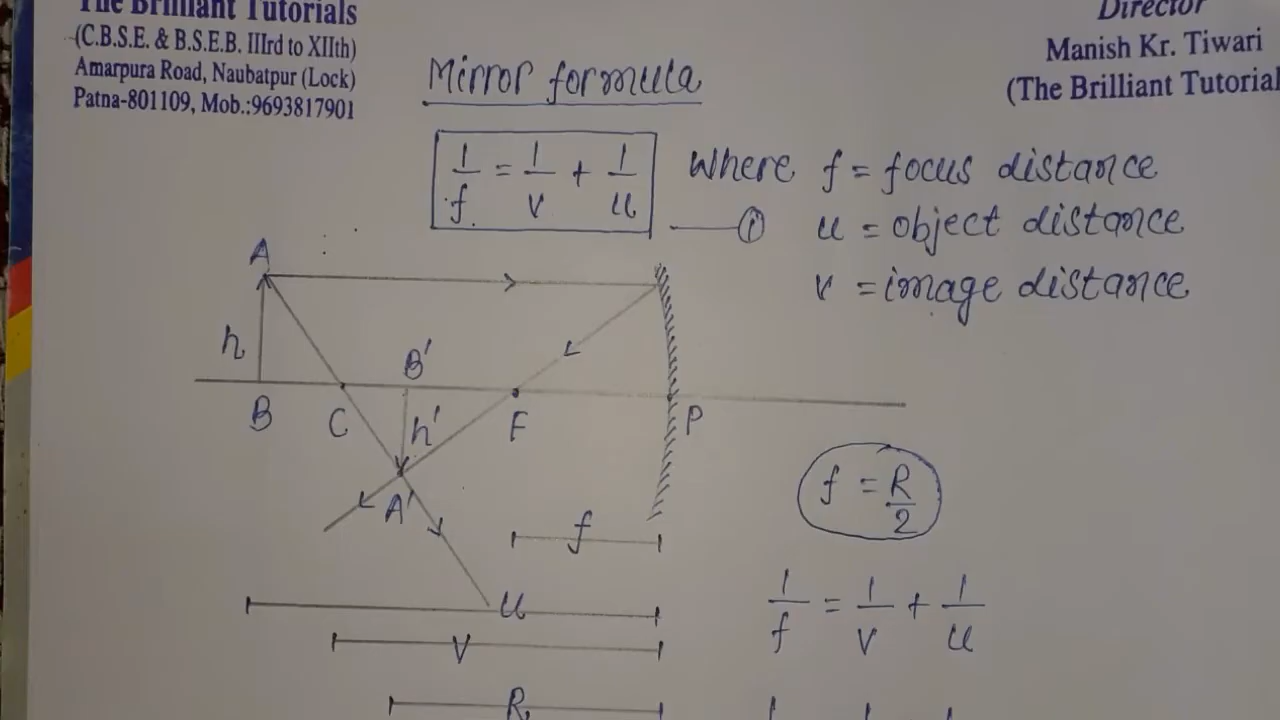 The Brilliant Tutorials
(C.B.S.E. & B.S.E.B. IIIrd to XIIth)
Amarpura Road, Naubatpur (Lock)
Patna-801109, Mob.:9693817901
Director
Manish Kr. Tiwari
(The Brilliant Tutorial
Mirror formula
1/f = 1/v + 1/u ——①
Where f = focus distance
u = object distance
v = image distance
A
h
B'
B C h' F P
A'
f
u
V
R
f = R/2
1/f = 1/v + 1/u